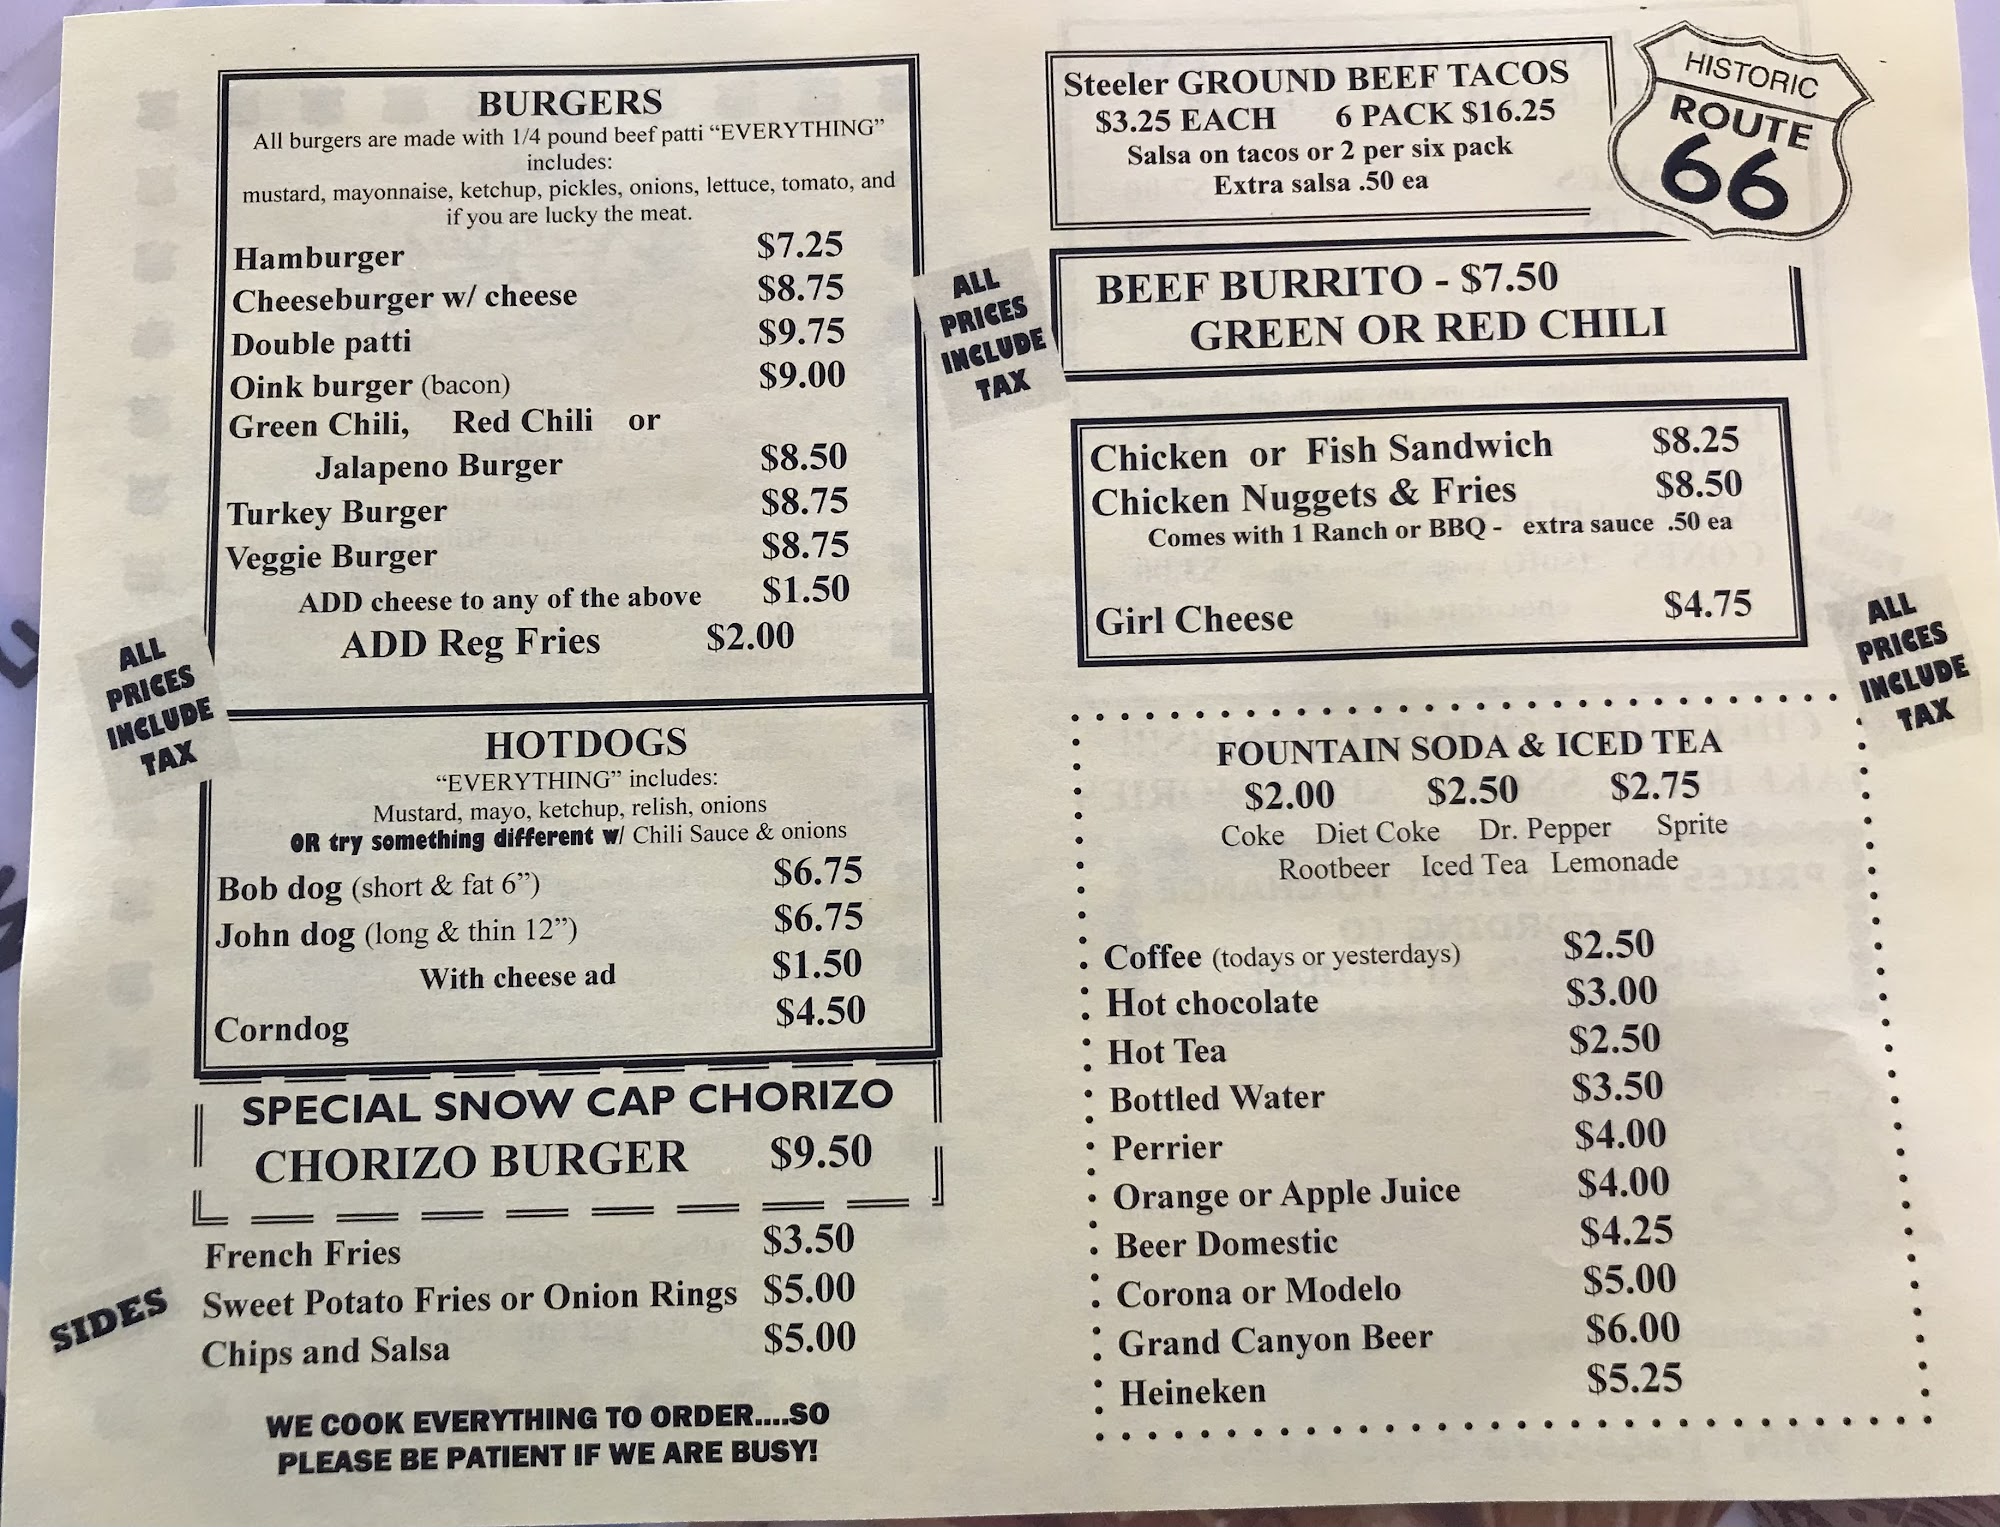 BURGERS
All burgers are made with 1/4 pound beef patti “EVERYTHING”
includes:
mustard, mayonnaise, ketchup, pickles, onions, lettuce, tomato, and
if you are lucky the meat.
Hamburger $7.25
Cheeseburger w/ cheese $8.75
Double patti $9.75
Oink burger (bacon) $9.00
Green Chili, Red Chili or
Jalapeno Burger $8.50
Turkey Burger $8.75
Veggie Burger $8.75
ADD cheese to any of the above $1.50
ADD Reg Fries $2.00
ALL
PRICES
INCLUDE
TAX
HOTDOGS
“EVERYTHING” includes:
Mustard, mayo, ketchup, relish, onions
OR try something different w/ Chili Sauce & onions
Bob dog (short & fat 6”) $6.75
John dog (long & thin 12”) $6.75
With cheese ad $1.50
Corndog $4.50
SPECIAL SNOW CAP CHORIZO
CHORIZO BURGER $9.50
SIDES
French Fries $3.50
Sweet Potato Fries or Onion Rings $5.00
Chips and Salsa $5.00
WE COOK EVERYTHING TO ORDER....SO
PLEASE BE PATIENT IF WE ARE BUSY!
Steeler GROUND BEEF TACOS
$3.25 EACH 6 PACK $16.25
Salsa on tacos or 2 per six pack
Extra salsa .50 ea
HISTORIC
ROUTE
66
ALL
PRICES
INCLUDE
TAX
BEEF BURRITO - $7.50
GREEN OR RED CHILI
Chicken or Fish Sandwich $8.25
Chicken Nuggets & Fries $8.50
Comes with 1 Ranch or BBQ - extra sauce .50 ea
Girl Cheese $4.75
ALL
PRICES
INCLUDE
TAX
FOUNTAIN SODA & ICED TEA
$2.00 $2.50 $2.75
Coke Diet Coke Dr. Pepper Sprite
Rootbeer Iced Tea Lemonade
Coffee (todays or yesterdays) $2.50
Hot chocolate $3.00
Hot Tea $2.50
Bottled Water $3.50
Perrier $4.00
Orange or Apple Juice $4.00
Beer Domestic $4.25
Corona or Modelo $5.00
Grand Canyon Beer $6.00
Heineken $5.25